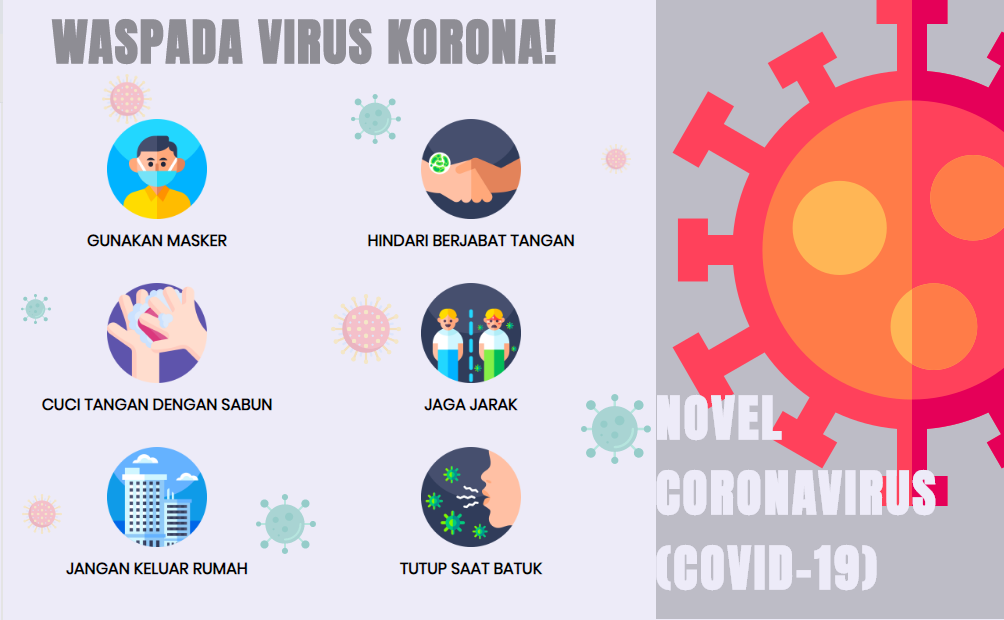 WASPADA VIRUS KORONA!
GUNAKAN MASKER
HINDARI BERJABAT TANGAN
CUCI TANGAN DENGAN SABUN
JAGA JARAK
JANGAN KELUAR RUMAH
TUTUP SAAT BATUK
NOVEL
CORONAVIRUS
(COVID-19)